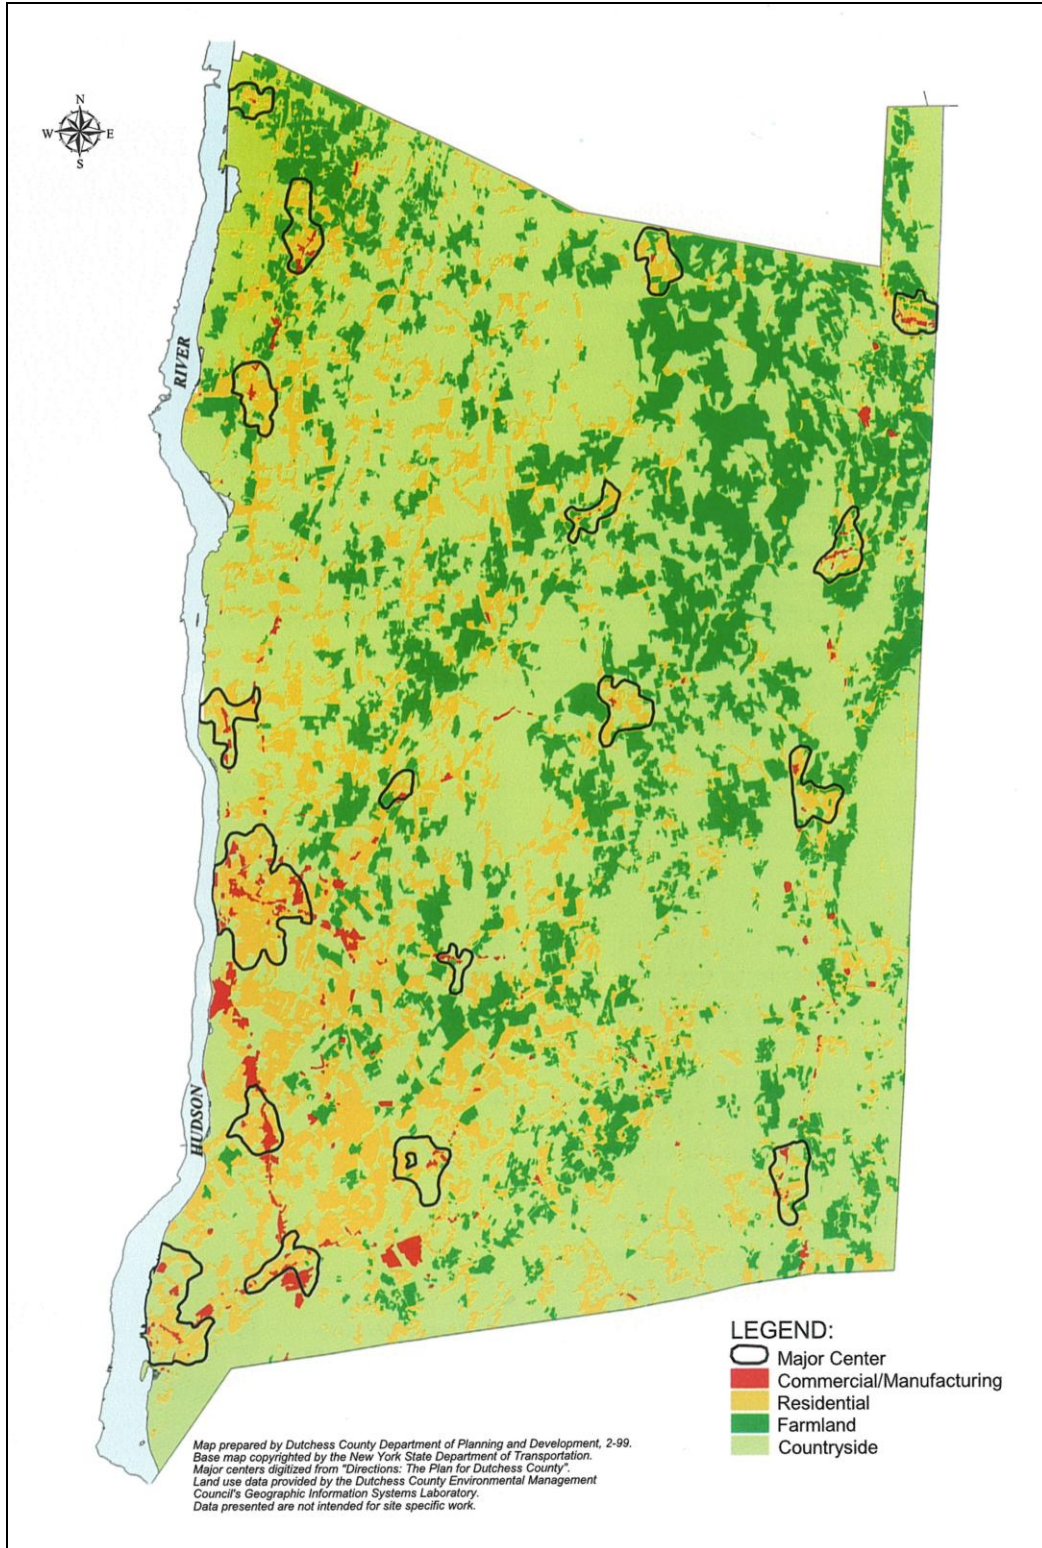 N
W E
S
RIVER
HUDSON
LEGEND:
Major Center
Commercial/Manufacturing
Residential
Farmland
Countryside
Map prepared by Dutchess County Department of Planning and Development, 2-99.
Base map copyrighted by the New York State Department of Transportation.
Major centers digitized from "Directions: The Plan for Dutchess County".
Land use data provided by the Dutchess County Environmental Management
Council's Geographic Information Systems Laboratory.
Data presented are not intended for site specific work.